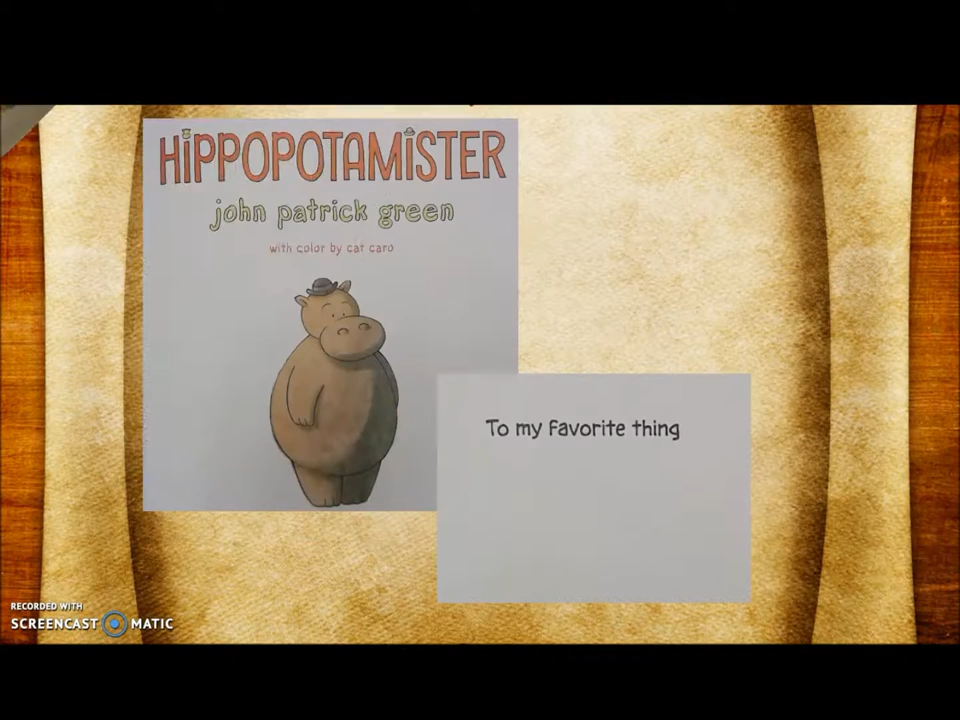 HiPPOPOTAMiSTER
john patrick green
with color by cat caro
To my favorite thing
RECORDED WITH
SCREENCAST MATIC